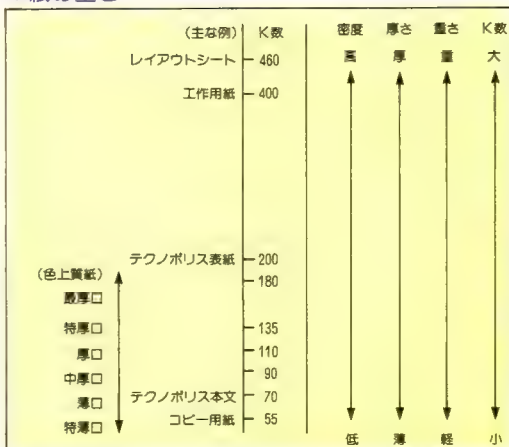 (主な例) K数 密度 厚さ 重さ K数
レイアウトシート 460 高 厚 重 大
工作用紙 400
テクノポリス表紙 200
(色上質紙) 180
最厚口
特厚口 135
厚口 110
中厚口 90
薄口 テクノポリス本文 70
特薄口 コピー用紙 55
低 薄 軽 小